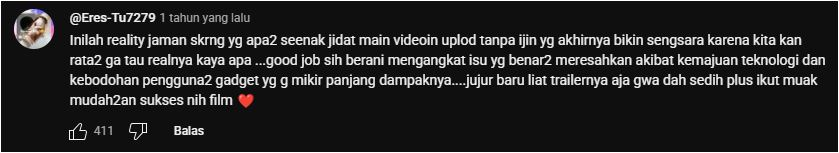 @Eres-Tu7279 1 tahun yang lalu
Inilah reality jaman skrng yg apa2 seenak jidat main videoin uplod tanpa ijin yg akhirnya bikin sengsara karena kita kan
rata2 ga tau realnya kaya apa ...good job sih berani mengangkat isu yg benar2 meresahkan akibat kemajuan teknologi dan
kebodohan pengguna2 gadget yg g mikir panjang dampaknya....jujur baru liat trailernya aja gwa dah sedih plus ikut muak
mudah2an sukses nih film ❤️
411 Balas